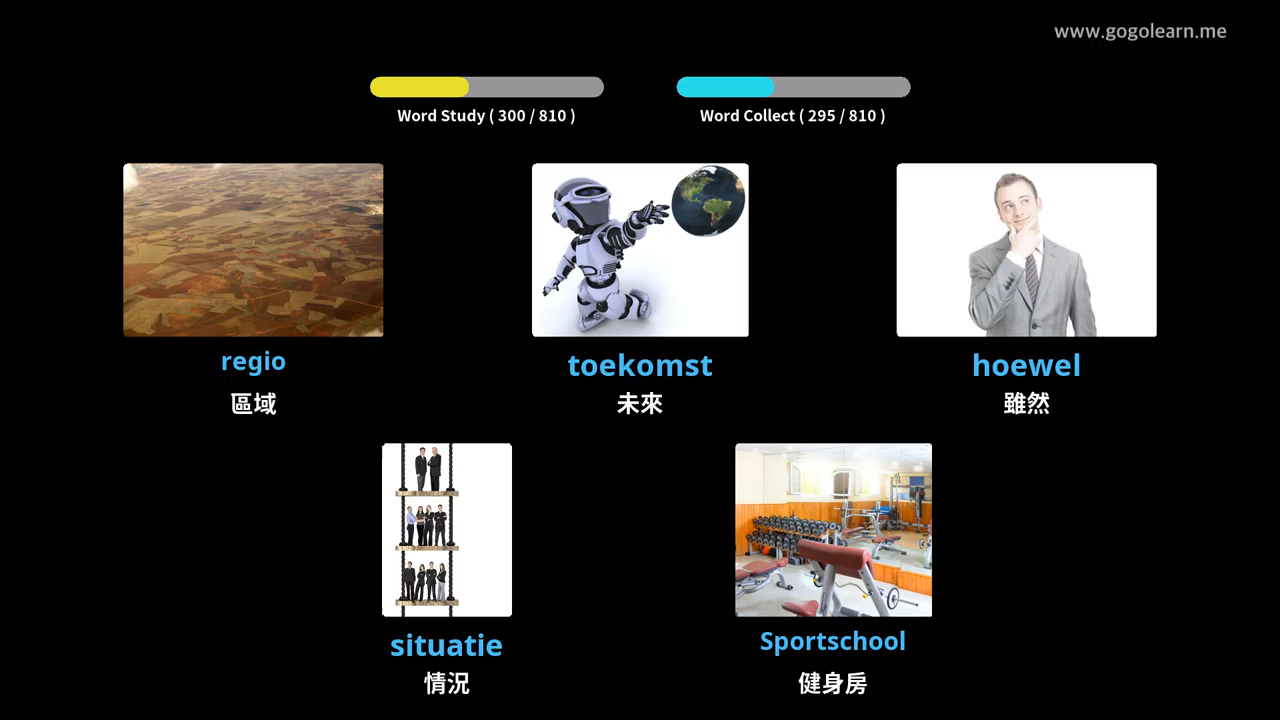 www.gogolearn.me
Word Study ( 300 / 810 )
Word Collect ( 295 / 810 )
regio
區域
toekomst
未來
hoewel
雖然
situatie
情況
Sportschool
健身房